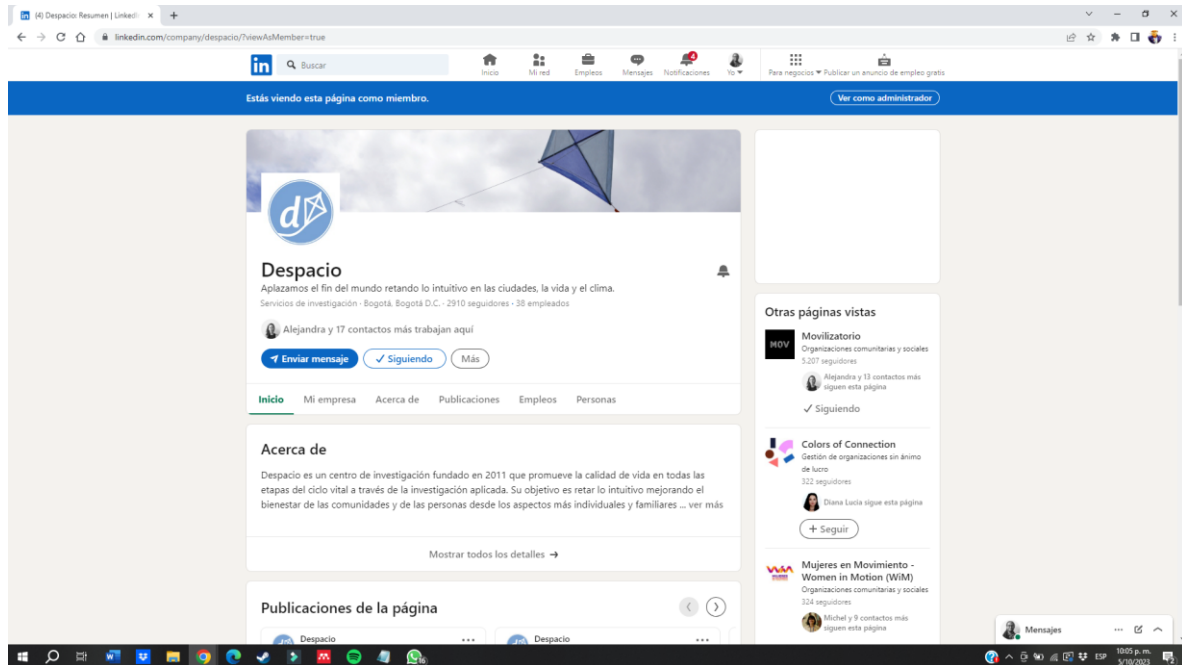 (4) Despacio: Resumen | LinkedI
linkedin.com/company/despacio/?viewAsMember=true
in
Buscar
Inicio
Mi red
Empleos
Mensajes
4
Notificaciones
Yo
Para negocios
Publicar un anuncio de empleo gratis
Estás viendo esta página como miembro.
Ver como administrador
d
Despacio
Aplazamos el fin del mundo retando lo intuitivo en las ciudades, la vida y el clima.
Servicios de investigación · Bogotá, Bogotá D.C. · 2910 seguidores · 38 empleados
Alejandra y 17 contactos más trabajan aquí
Enviar mensaje
Siguiendo
Más
Inicio Mi empresa Acerca de Publicaciones Empleos Personas
Acerca de
Despacio es un centro de investigación fundado en 2011 que promueve la calidad de vida en todas las
etapas del ciclo vital a través de la investigación aplicada. Su objetivo es retar lo intuitivo mejorando el
bienestar de las comunidades y de las personas desde los aspectos más individuales y familiares ... ver más
Mostrar todos los detalles →
Publicaciones de la página
Despacio
Despacio
Otras páginas vistas
MOV
Movilizatorio
Organizaciones comunitarias y sociales
5.207 seguidores
Alejandra y 13 contactos más
siguen esta página
Siguiendo
Colors of Connection
Gestión de organizaciones sin ánimo
de lucro
322 seguidores
Diana Lucia sigue esta página
+ Seguir
Mujeres en Movimiento -
Women in Motion (WiM)
Organizaciones comunitarias y sociales
324 seguidores
Michel y 9 contactos más
siguen esta página
Mensajes
ESP
10:05 p. m.
5/10/2023